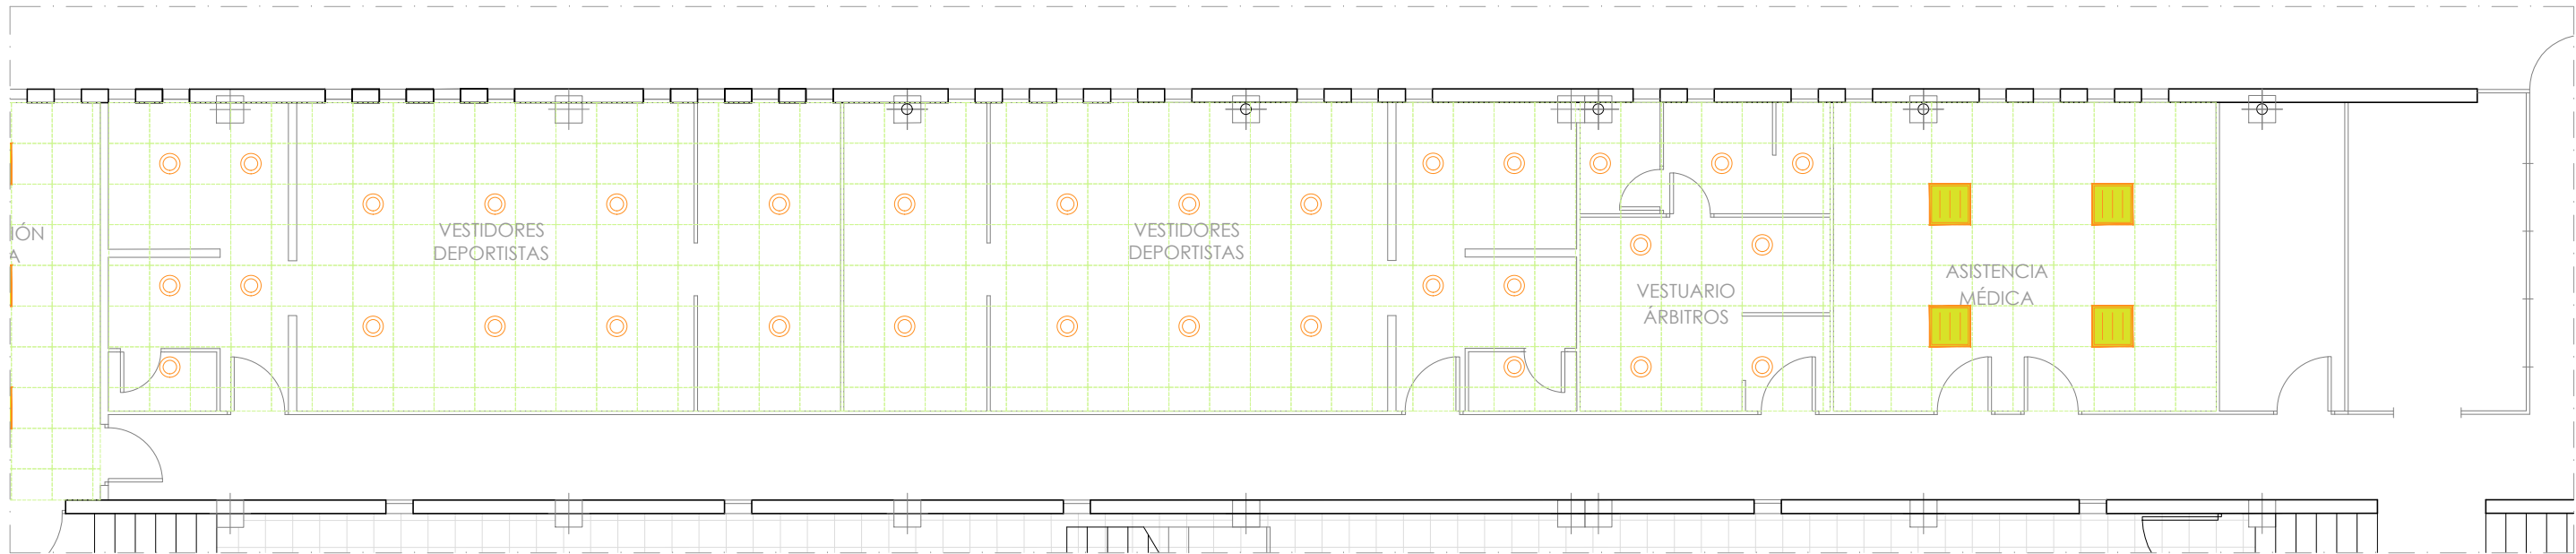 IÓN
A
VESTIDORES
DEPORTISTAS
VESTIDORES
DEPORTISTAS
VESTUARIO
ÁRBITROS
ASISTENCIA
MÉDICA